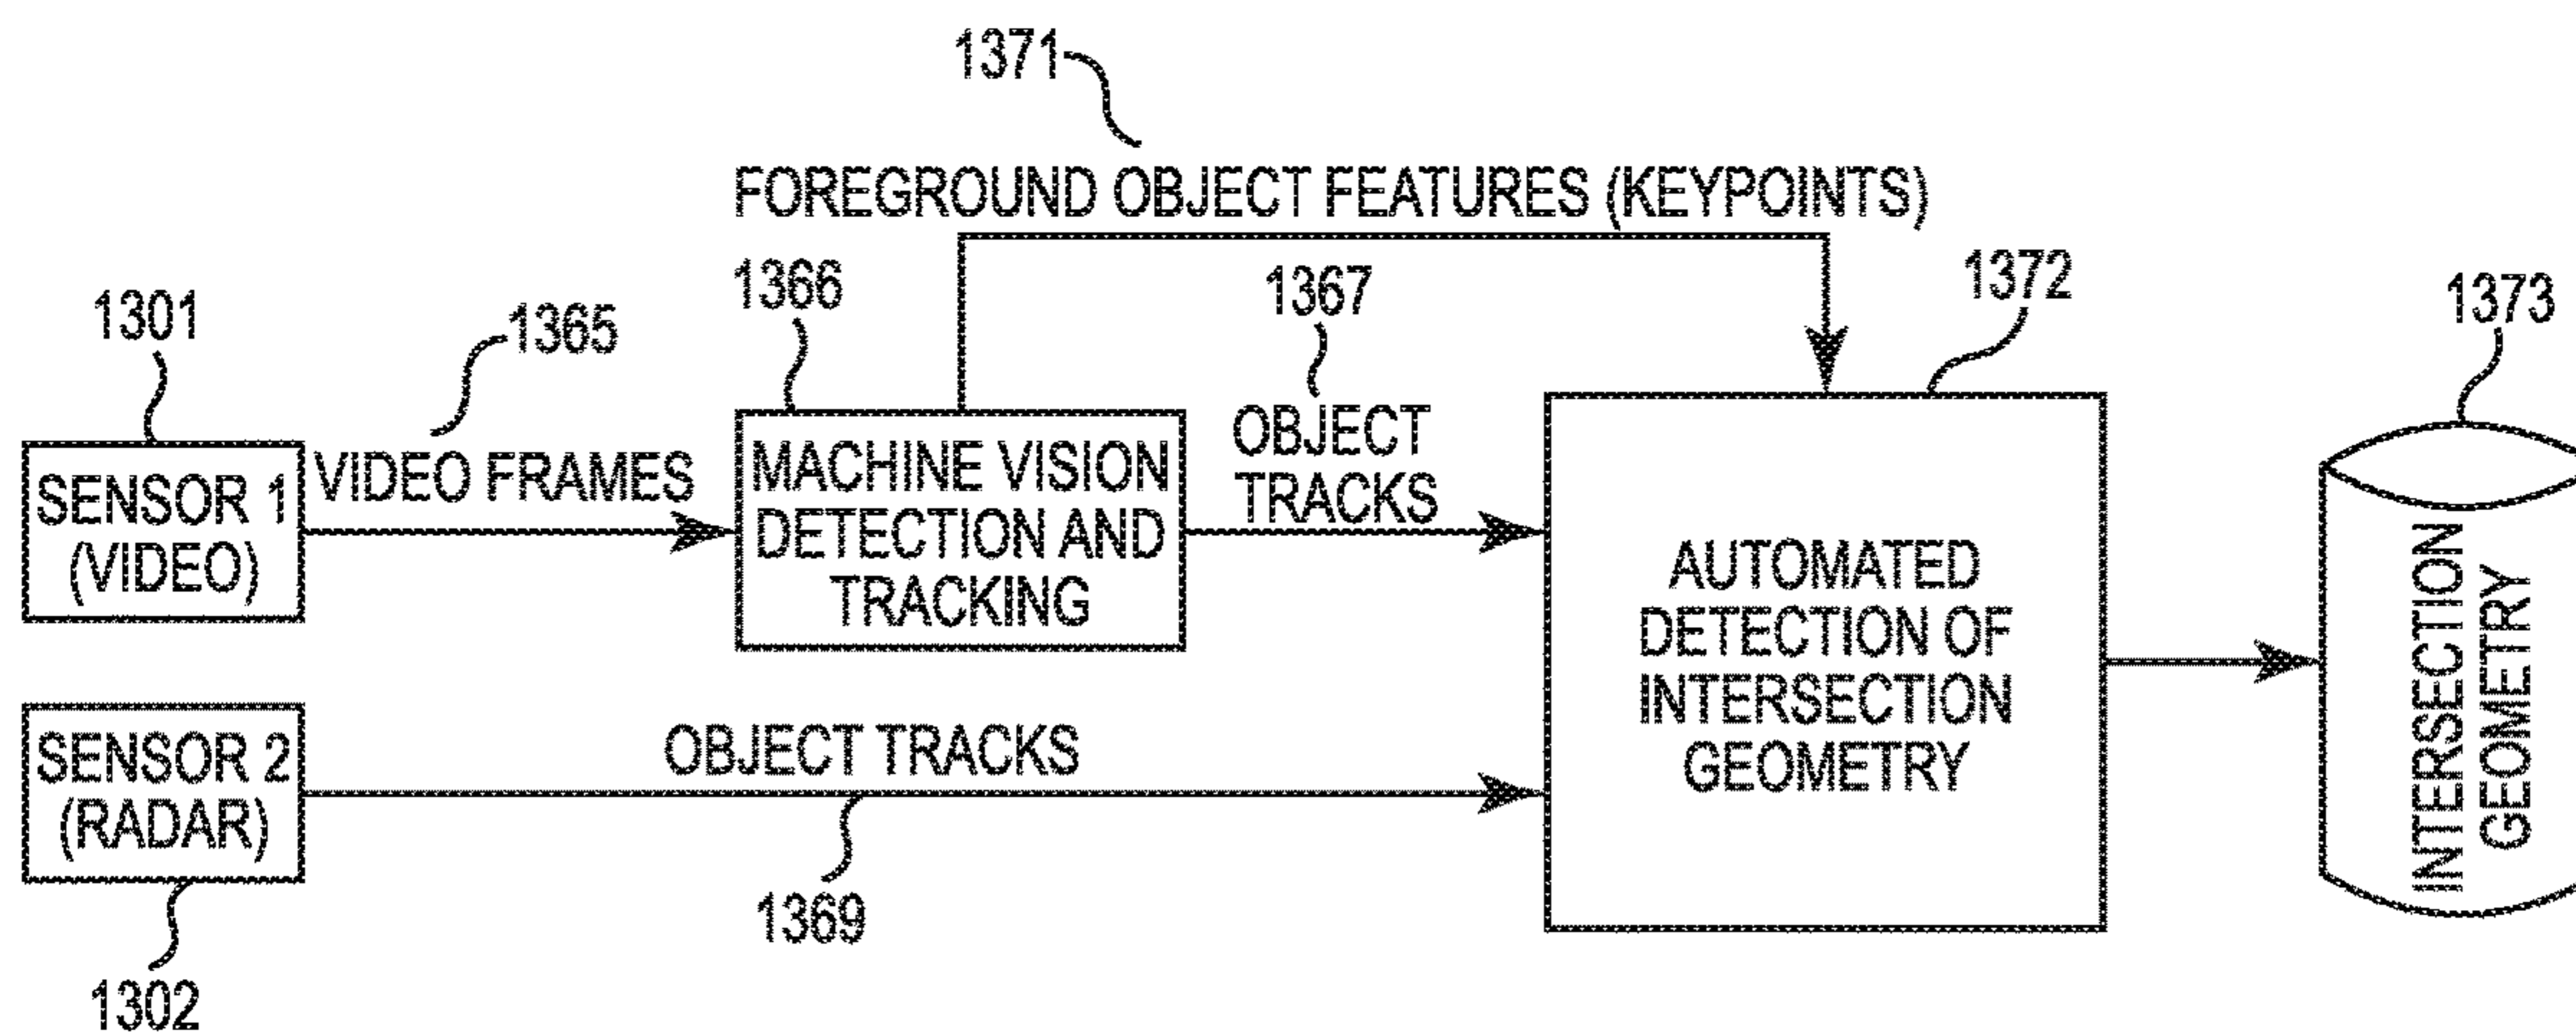 1371
FOREGROUND OBJECT FEATURES (KEYPOINTS)
1301
1365
1366
1367
1372
1373
SENSOR 1
(VIDEO)
VIDEO FRAMES
MACHINE VISION
DETECTION AND
TRACKING
OBJECT
TRACKS
AUTOMATED
DETECTION OF
INTERSECTION
GEOMETRY
INTERSECTION
GEOMETRY
SENSOR 2
(RADAR)
OBJECT TRACKS
1369
1302